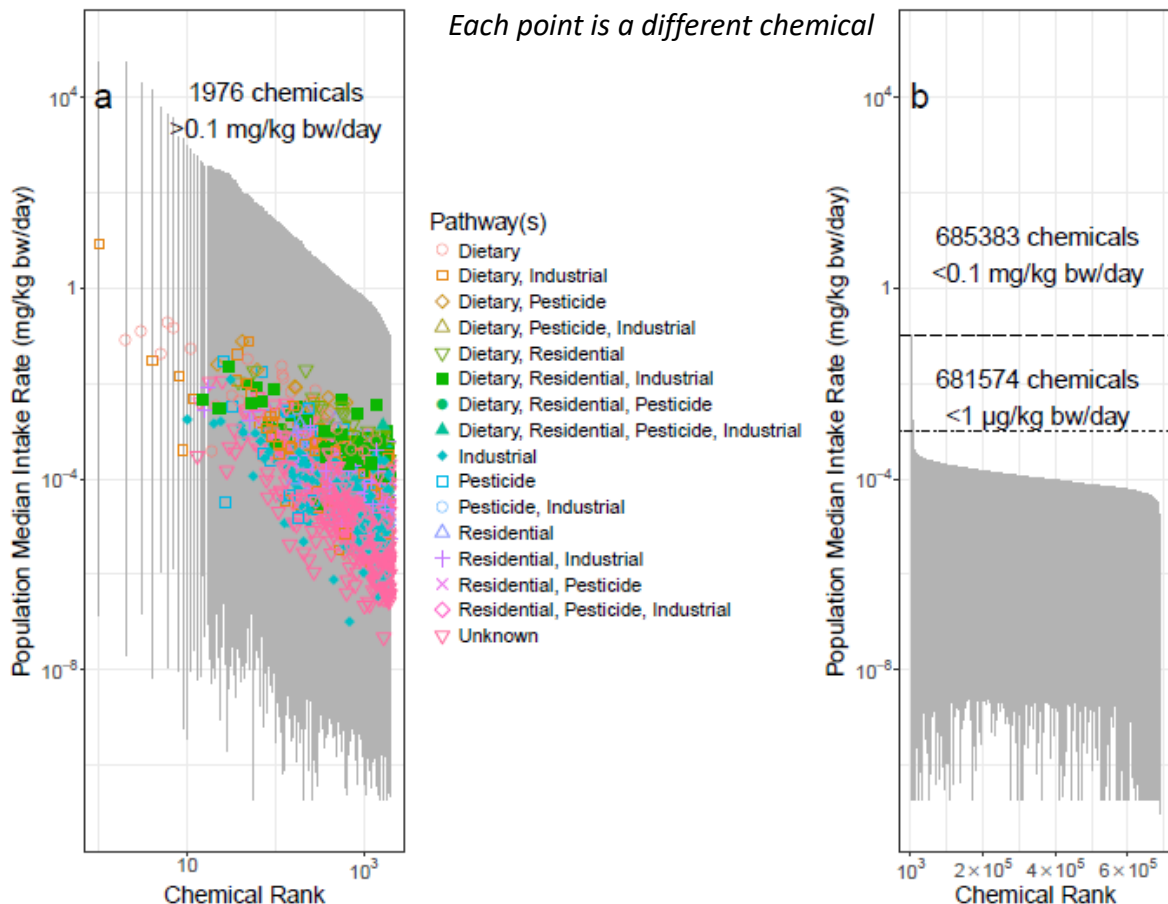 Each point is a different chemical
a
1976 chemicals
>0.1 mg/kg bw/day
10⁴
1
10⁻⁴
10⁻⁸
Population Median Intake Rate (mg/kg bw/day)
10
10³
Chemical Rank
Pathway(s)
Dietary
Dietary, Industrial
Dietary, Pesticide
Dietary, Pesticide, Industrial
Dietary, Residential
Dietary, Residential, Industrial
Dietary, Residential, Pesticide
Dietary, Residential, Pesticide, Industrial
Industrial
Pesticide
Pesticide, Industrial
Residential
Residential, Industrial
Residential, Pesticide
Residential, Pesticide, Industrial
Unknown
b
685383 chemicals
<0.1 mg/kg bw/day
681574 chemicals
<1 µg/kg bw/day
10⁴
1
10⁻⁴
10⁻⁸
Population Median Intake Rate (mg/kg bw/day)
10³
2×10⁵
4×10⁵
6×10⁵
Chemical Rank